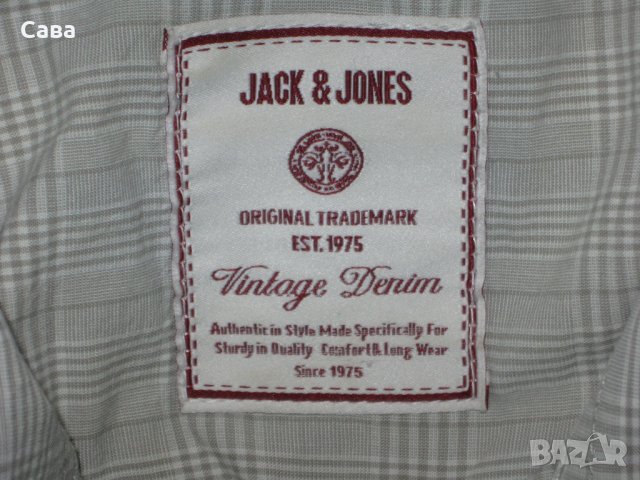 Сава
JACK & JONES
ORIGINAL TRADEMARK
EST. 1975
Vintage Denim
Authentic in Style Made Specifically For
Sturdy in Quality Comfort & Long Wear
Since 1975
BAZAR